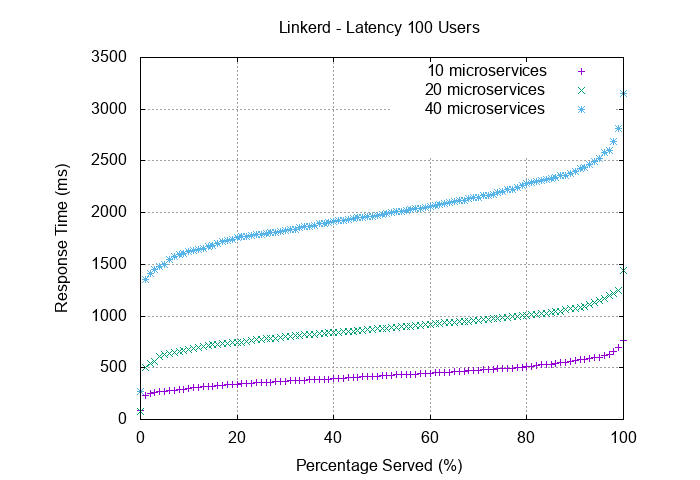 Linkerd - Latency 100 Users
3500
3000
2500
2000
1500
1000
500
0
Response Time (ms)
10 microservices
20 microservices
40 microservices
0 20 40 60 80 100
Percentage Served (%)